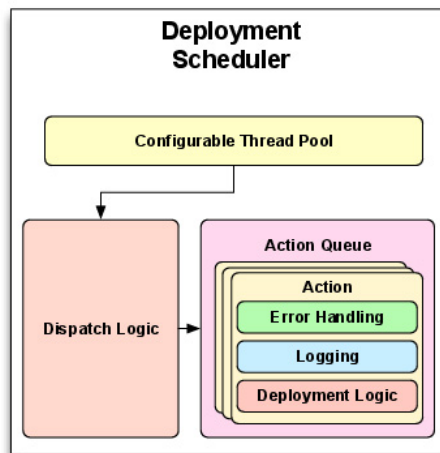 Deployment
Scheduler
Configurable Thread Pool
Dispatch Logic
Action Queue
Action
Error Handling
Logging
Deployment Logic